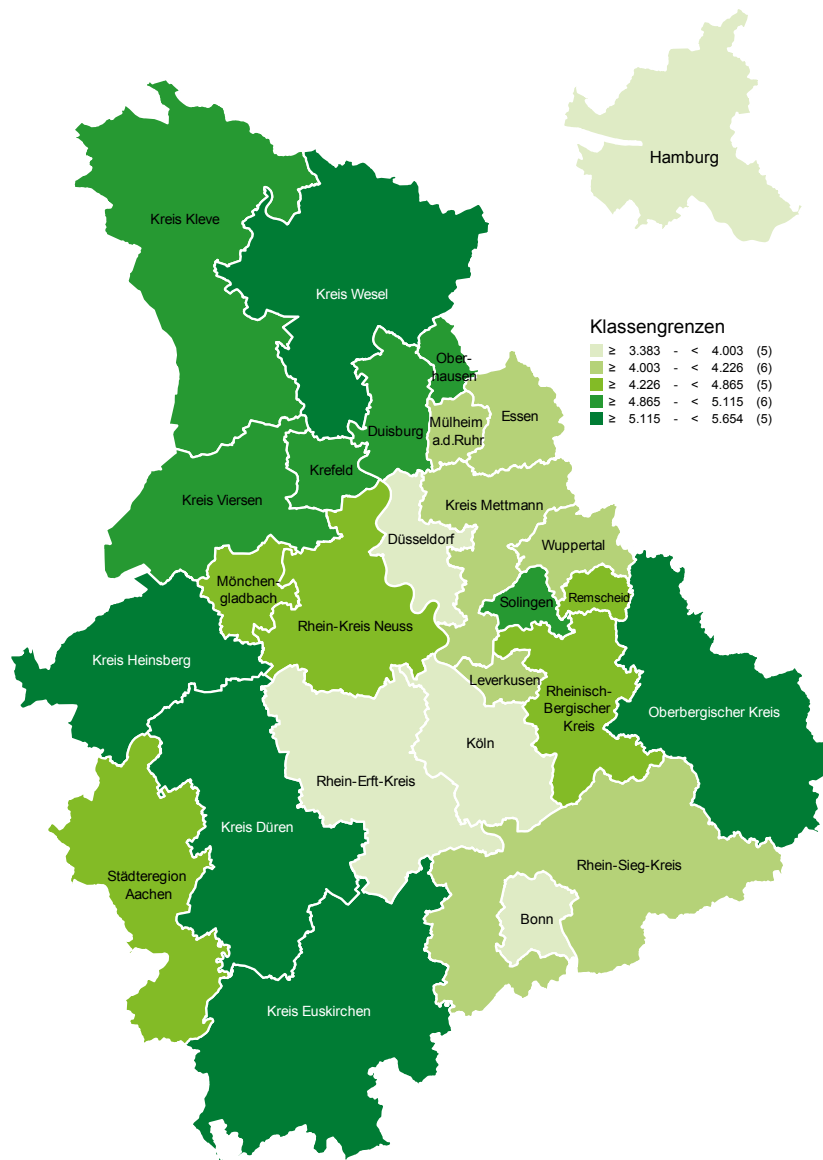 Hamburg
Kreis Kleve
Kreis Wesel
Klassengrenzen
≥ 3.383 - < 4.003 (5)
≥ 4.003 - < 4.226 (6)
≥ 4.226 - < 4.865 (5)
≥ 4.865 - < 5.115 (6)
≥ 5.115 - < 5.654 (5)
Ober-
hausen
Essen
Mülheim
a.d.Ruhr
Duisburg
Krefeld
Kreis Viersen
Kreis Mettmann
Düsseldorf
Wuppertal
Mönchen-
gladbach
Solingen
Remscheid
Rhein-Kreis Neuss
Kreis Heinsberg
Leverkusen
Rheinisch-
Bergischer
Kreis
Oberbergischer Kreis
Köln
Rhein-Erft-Kreis
Kreis Düren
Rhein-Sieg-Kreis
Städteregion
Aachen
Bonn
Kreis Euskirchen